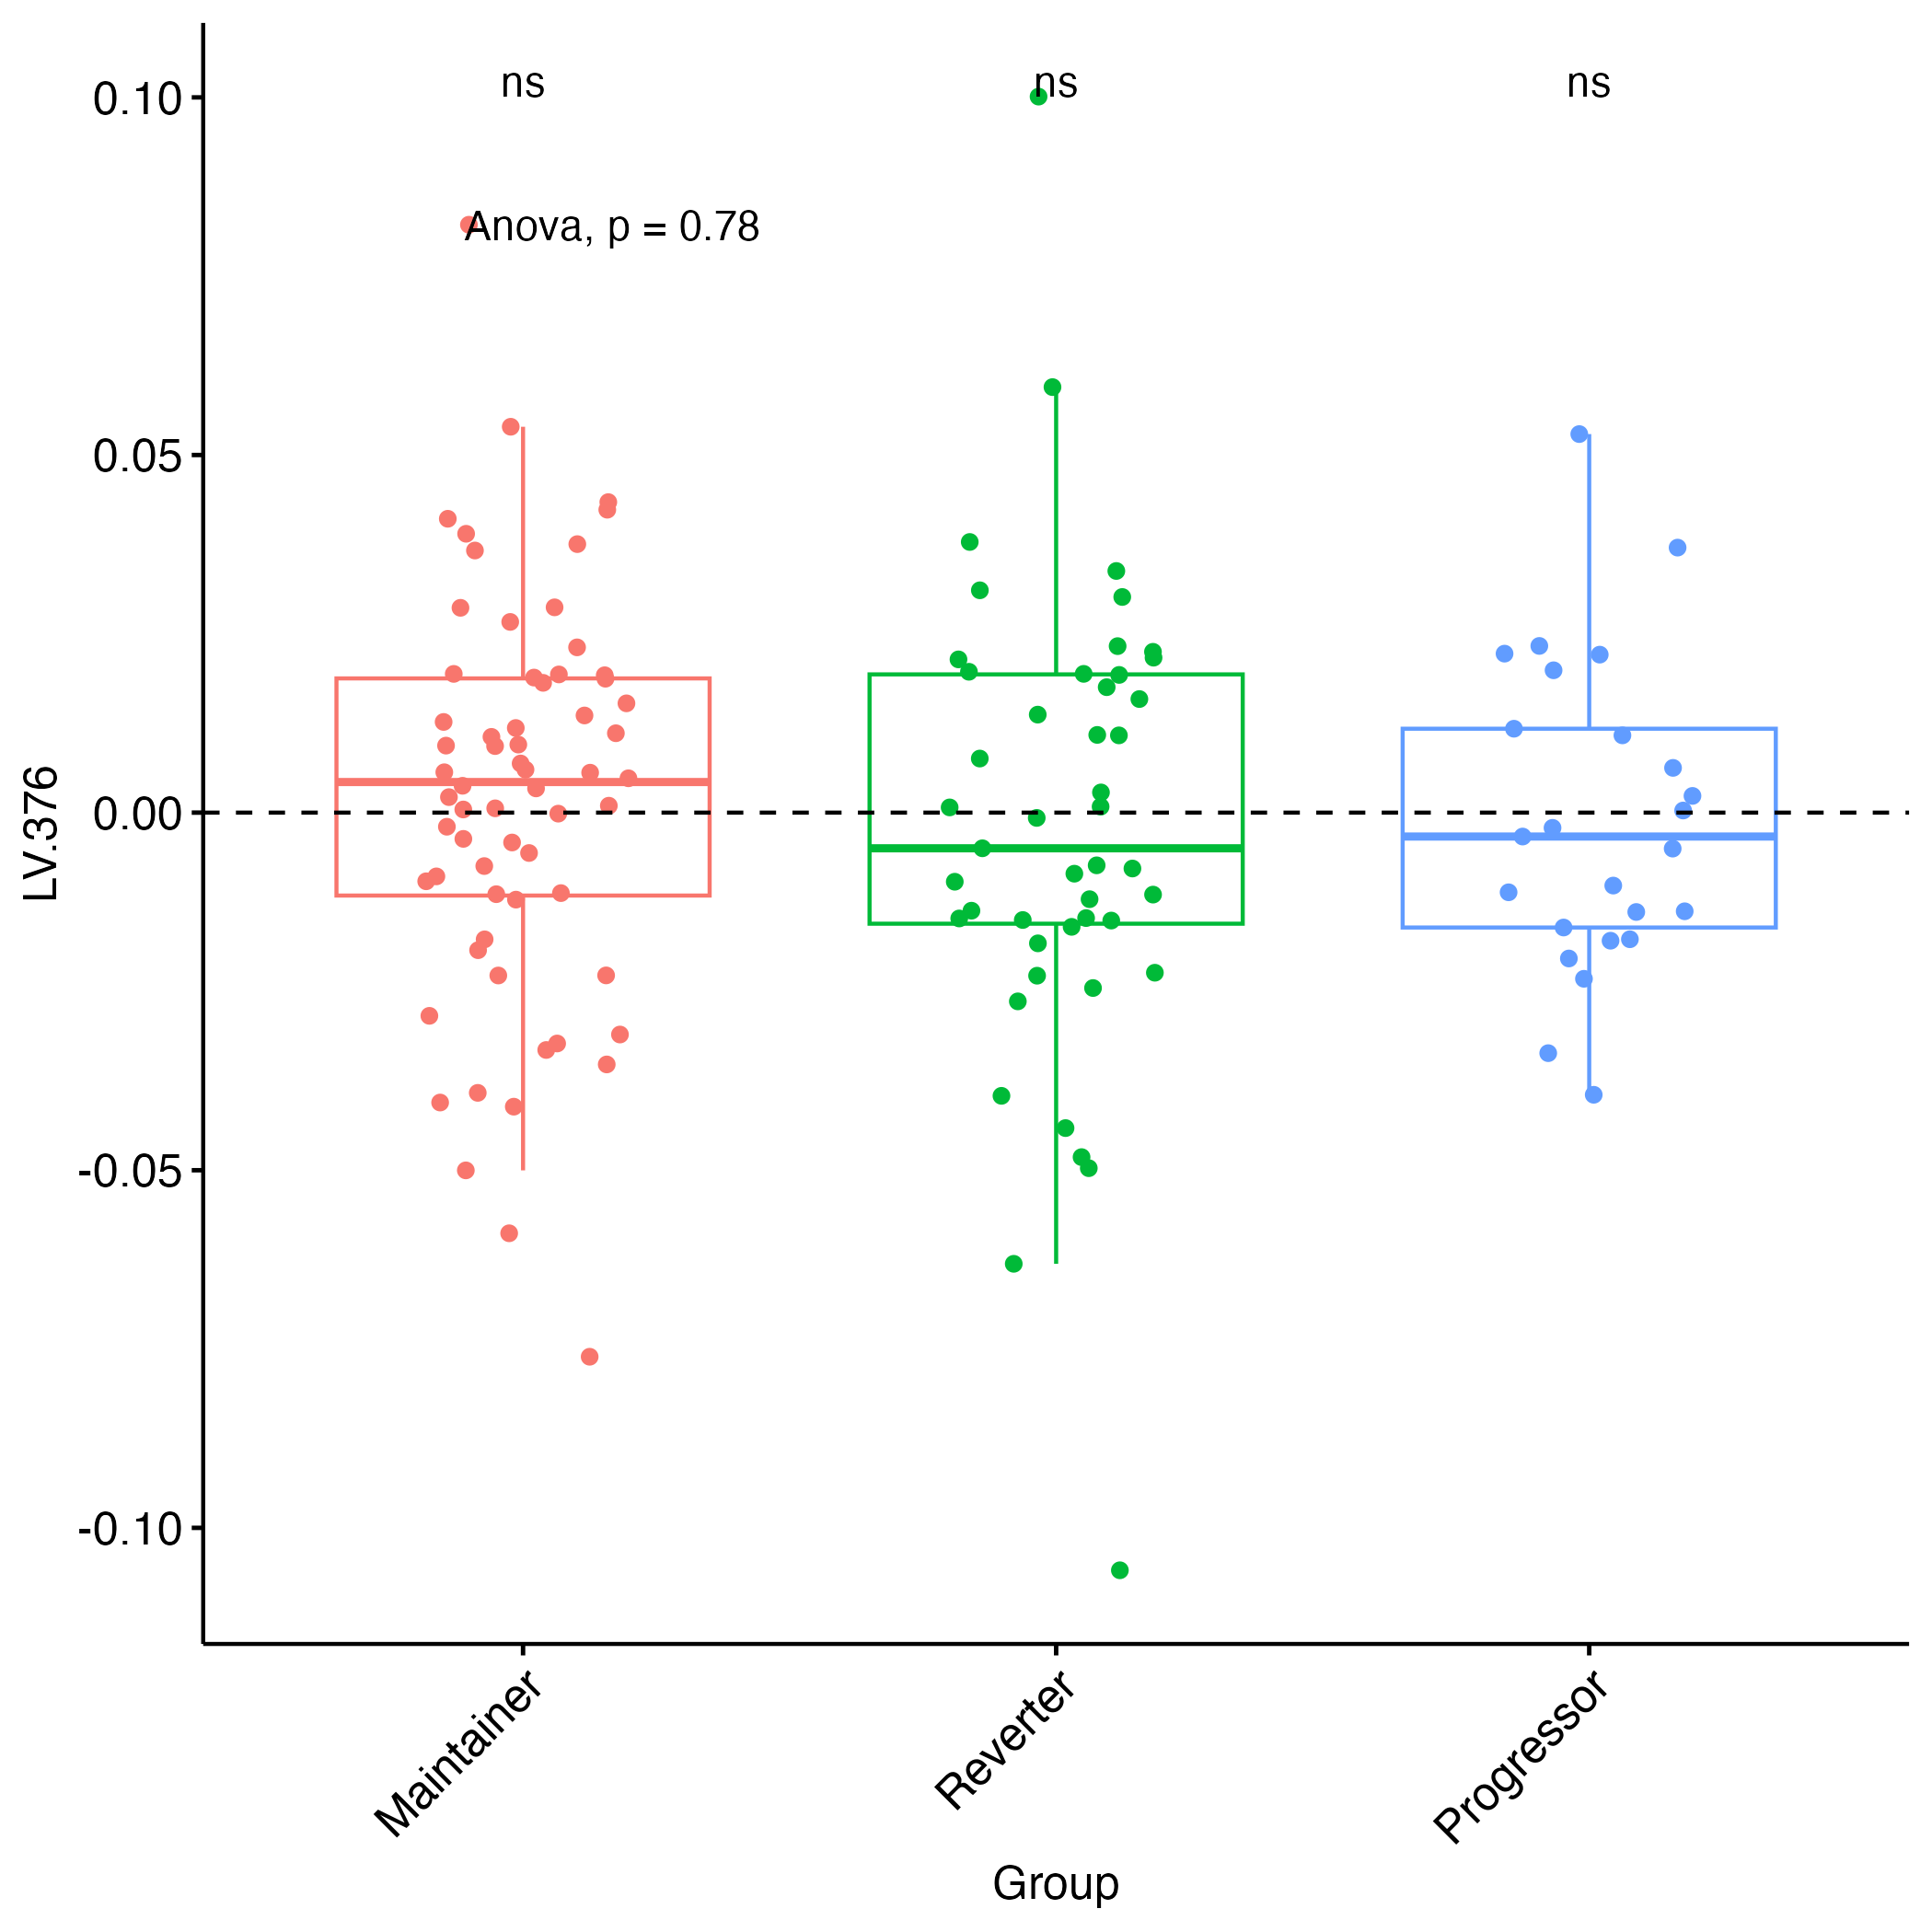 ns ns ns
Anova, p = 0.78
0.10
0.05
0.00
-0.05
-0.10
LV.376
Maintainer Reverter Progressor
Group